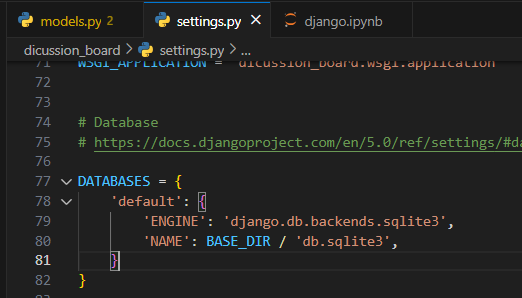 models.py 2
settings.py
django.ipynb
dicussion_board > settings.py > ...
71 WSGI_APPLICATION = 'dicussion_board.wsgi.application'
72
73
74 # Database
75 # https://docs.djangoproject.com/en/5.0/ref/settings/#da
76
77 DATABASES = {
78 'default': {
79 'ENGINE': 'django.db.backends.sqlite3',
80 'NAME': BASE_DIR / 'db.sqlite3',
81 }
82 }